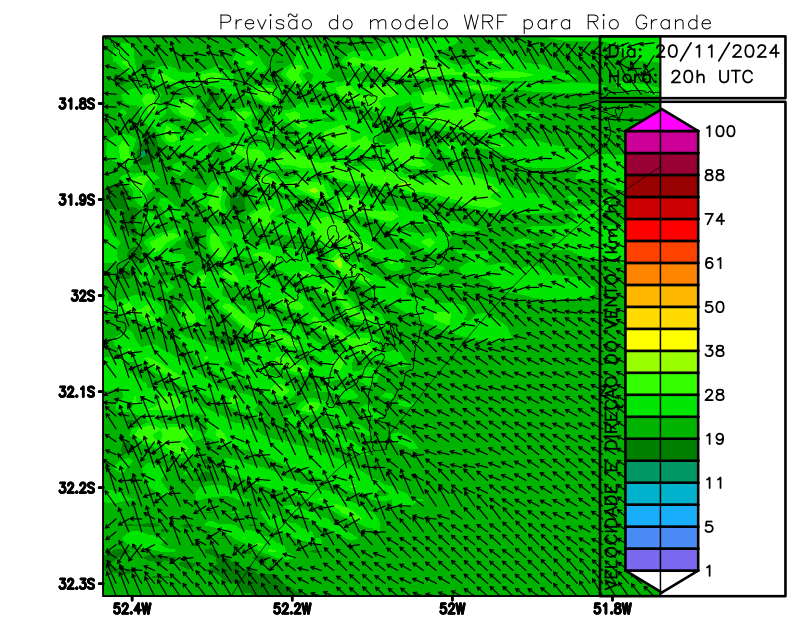 Previsão do modelo WRF para Rio Grande
Dia: 20/11/2024
Hora: 20h UTC
31.8S
31.9S
32S
32.1S
32.2S
32.3S
52.4W
52.2W
52W
51.8W
VELOCIDADE E DIREÇÃO DO VENTO (km/h)
100
88
74
61
50
38
28
19
11
5
1